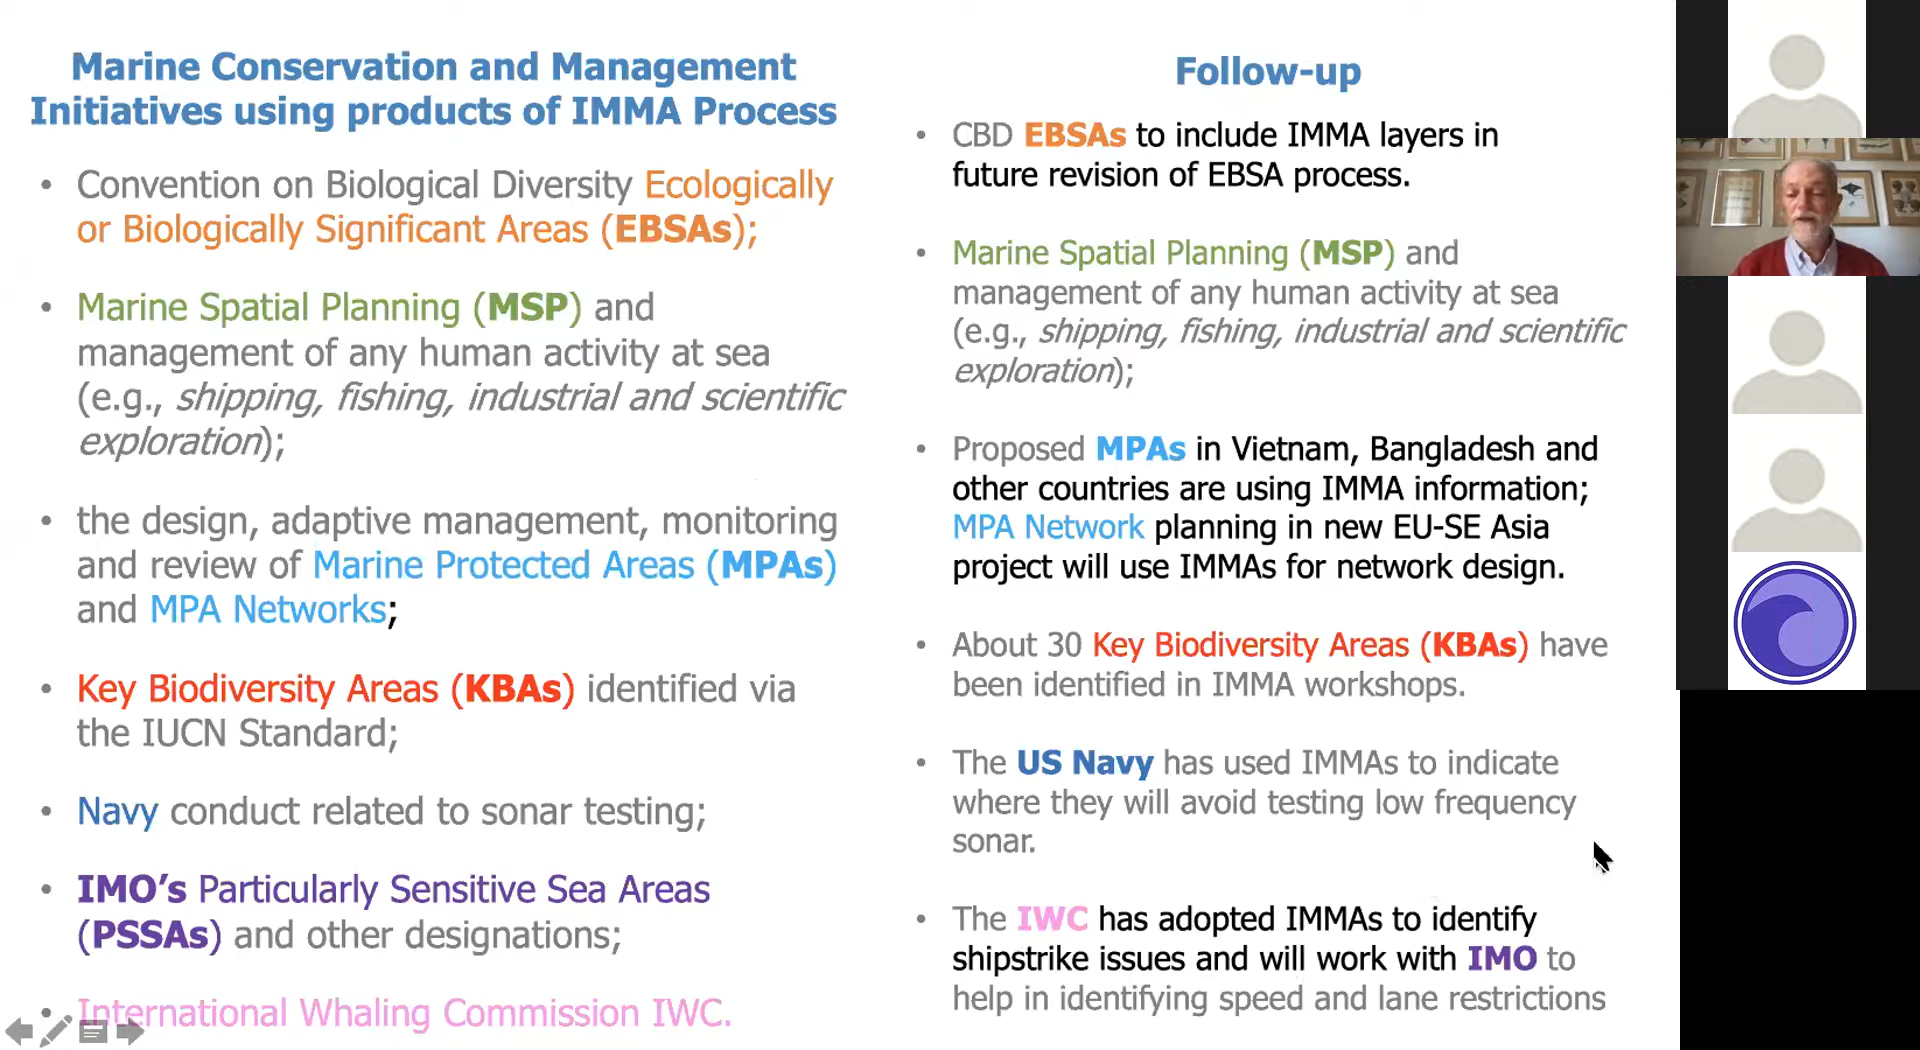 Marine Conservation and Management
Initiatives using products of IMMA Process
• Convention on Biological Diversity Ecologically
or Biologically Significant Areas (EBSAs);
• Marine Spatial Planning (MSP) and
management of any human activity at sea
(e.g., shipping, fishing, industrial and scientific
exploration);
• the design, adaptive management, monitoring
and review of Marine Protected Areas (MPAs)
and MPA Networks;
• Key Biodiversity Areas (KBAs) identified via
the IUCN Standard;
• Navy conduct related to sonar testing;
• IMO’s Particularly Sensitive Sea Areas
(PSSAs) and other designations;
• International Whaling Commission IWC.
Follow-up
• CBD EBSAs to include IMMA layers in
future revision of EBSA process.
• Marine Spatial Planning (MSP) and
management of any human activity at sea
(e.g., shipping, fishing, industrial and scientific
exploration);
• Proposed MPAs in Vietnam, Bangladesh and
other countries are using IMMA information;
MPA Network planning in new EU-SE Asia
project will use IMMAs for network design.
• About 30 Key Biodiversity Areas (KBAs) have
been identified in IMMA workshops.
• The US Navy has used IMMAs to indicate
where they will avoid testing low frequency
sonar.
• The IWC has adopted IMMAs to identify
shipstrike issues and will work with IMO to
help in identifying speed and lane restrictions